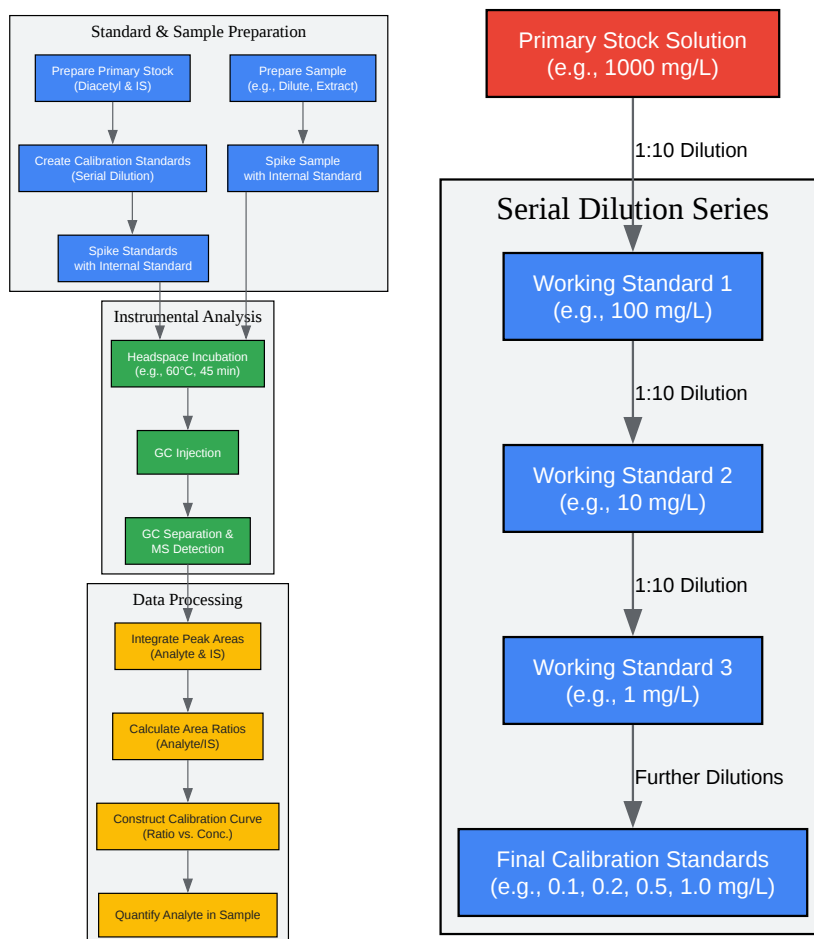 Standard & Sample Preparation
Prepare Primary Stock
(Diacetyl & IS)
Prepare Sample
(e.g., Dilute, Extract)
Create Calibration Standards
(Serial Dilution)
Spike Sample
with Internal Standard
Spike Standards
with Internal Standard
Instrumental Analysis
Headspace Incubation
(e.g., 60°C, 45 min)
GC Injection
GC Separation &
MS Detection
Data Processing
Integrate Peak Areas
(Analyte & IS)
Calculate Area Ratios
(Analyte/IS)
Construct Calibration Curve
(Ratio vs. Conc.)
Quantify Analyte in Sample
Primary Stock Solution
(e.g., 1000 mg/L)
1:10 Dilution
Serial Dilution Series
Working Standard 1
(e.g., 100 mg/L)
1:10 Dilution
Working Standard 2
(e.g., 10 mg/L)
1:10 Dilution
Working Standard 3
(e.g., 1 mg/L)
Further Dilutions
Final Calibration Standards
(e.g., 0.1, 0.2, 0.5, 1.0 mg/L)